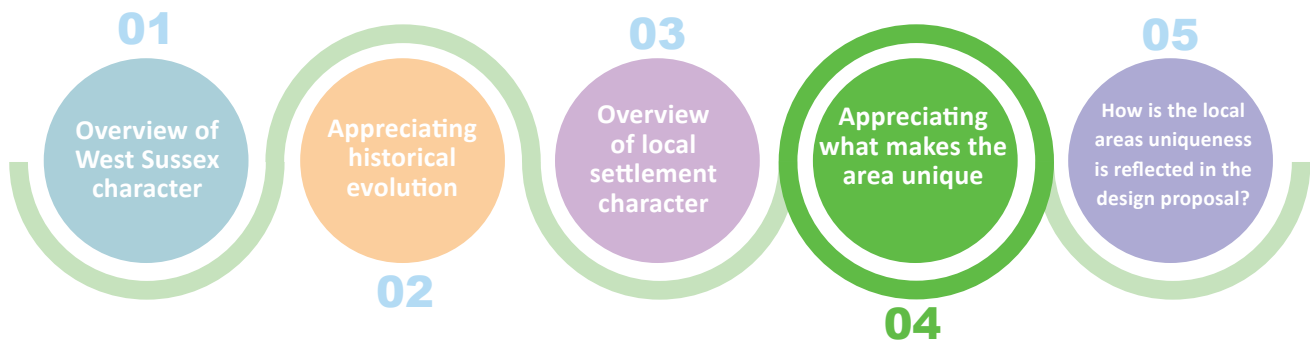 01
Overview of
West Sussex
character
Appreciating
historical
evolution
02
03
Overview
of local
settlement
character
Appreciating
what makes the
area unique
04
05
How is the local
areas uniqueness
is reflected in the
design proposal?